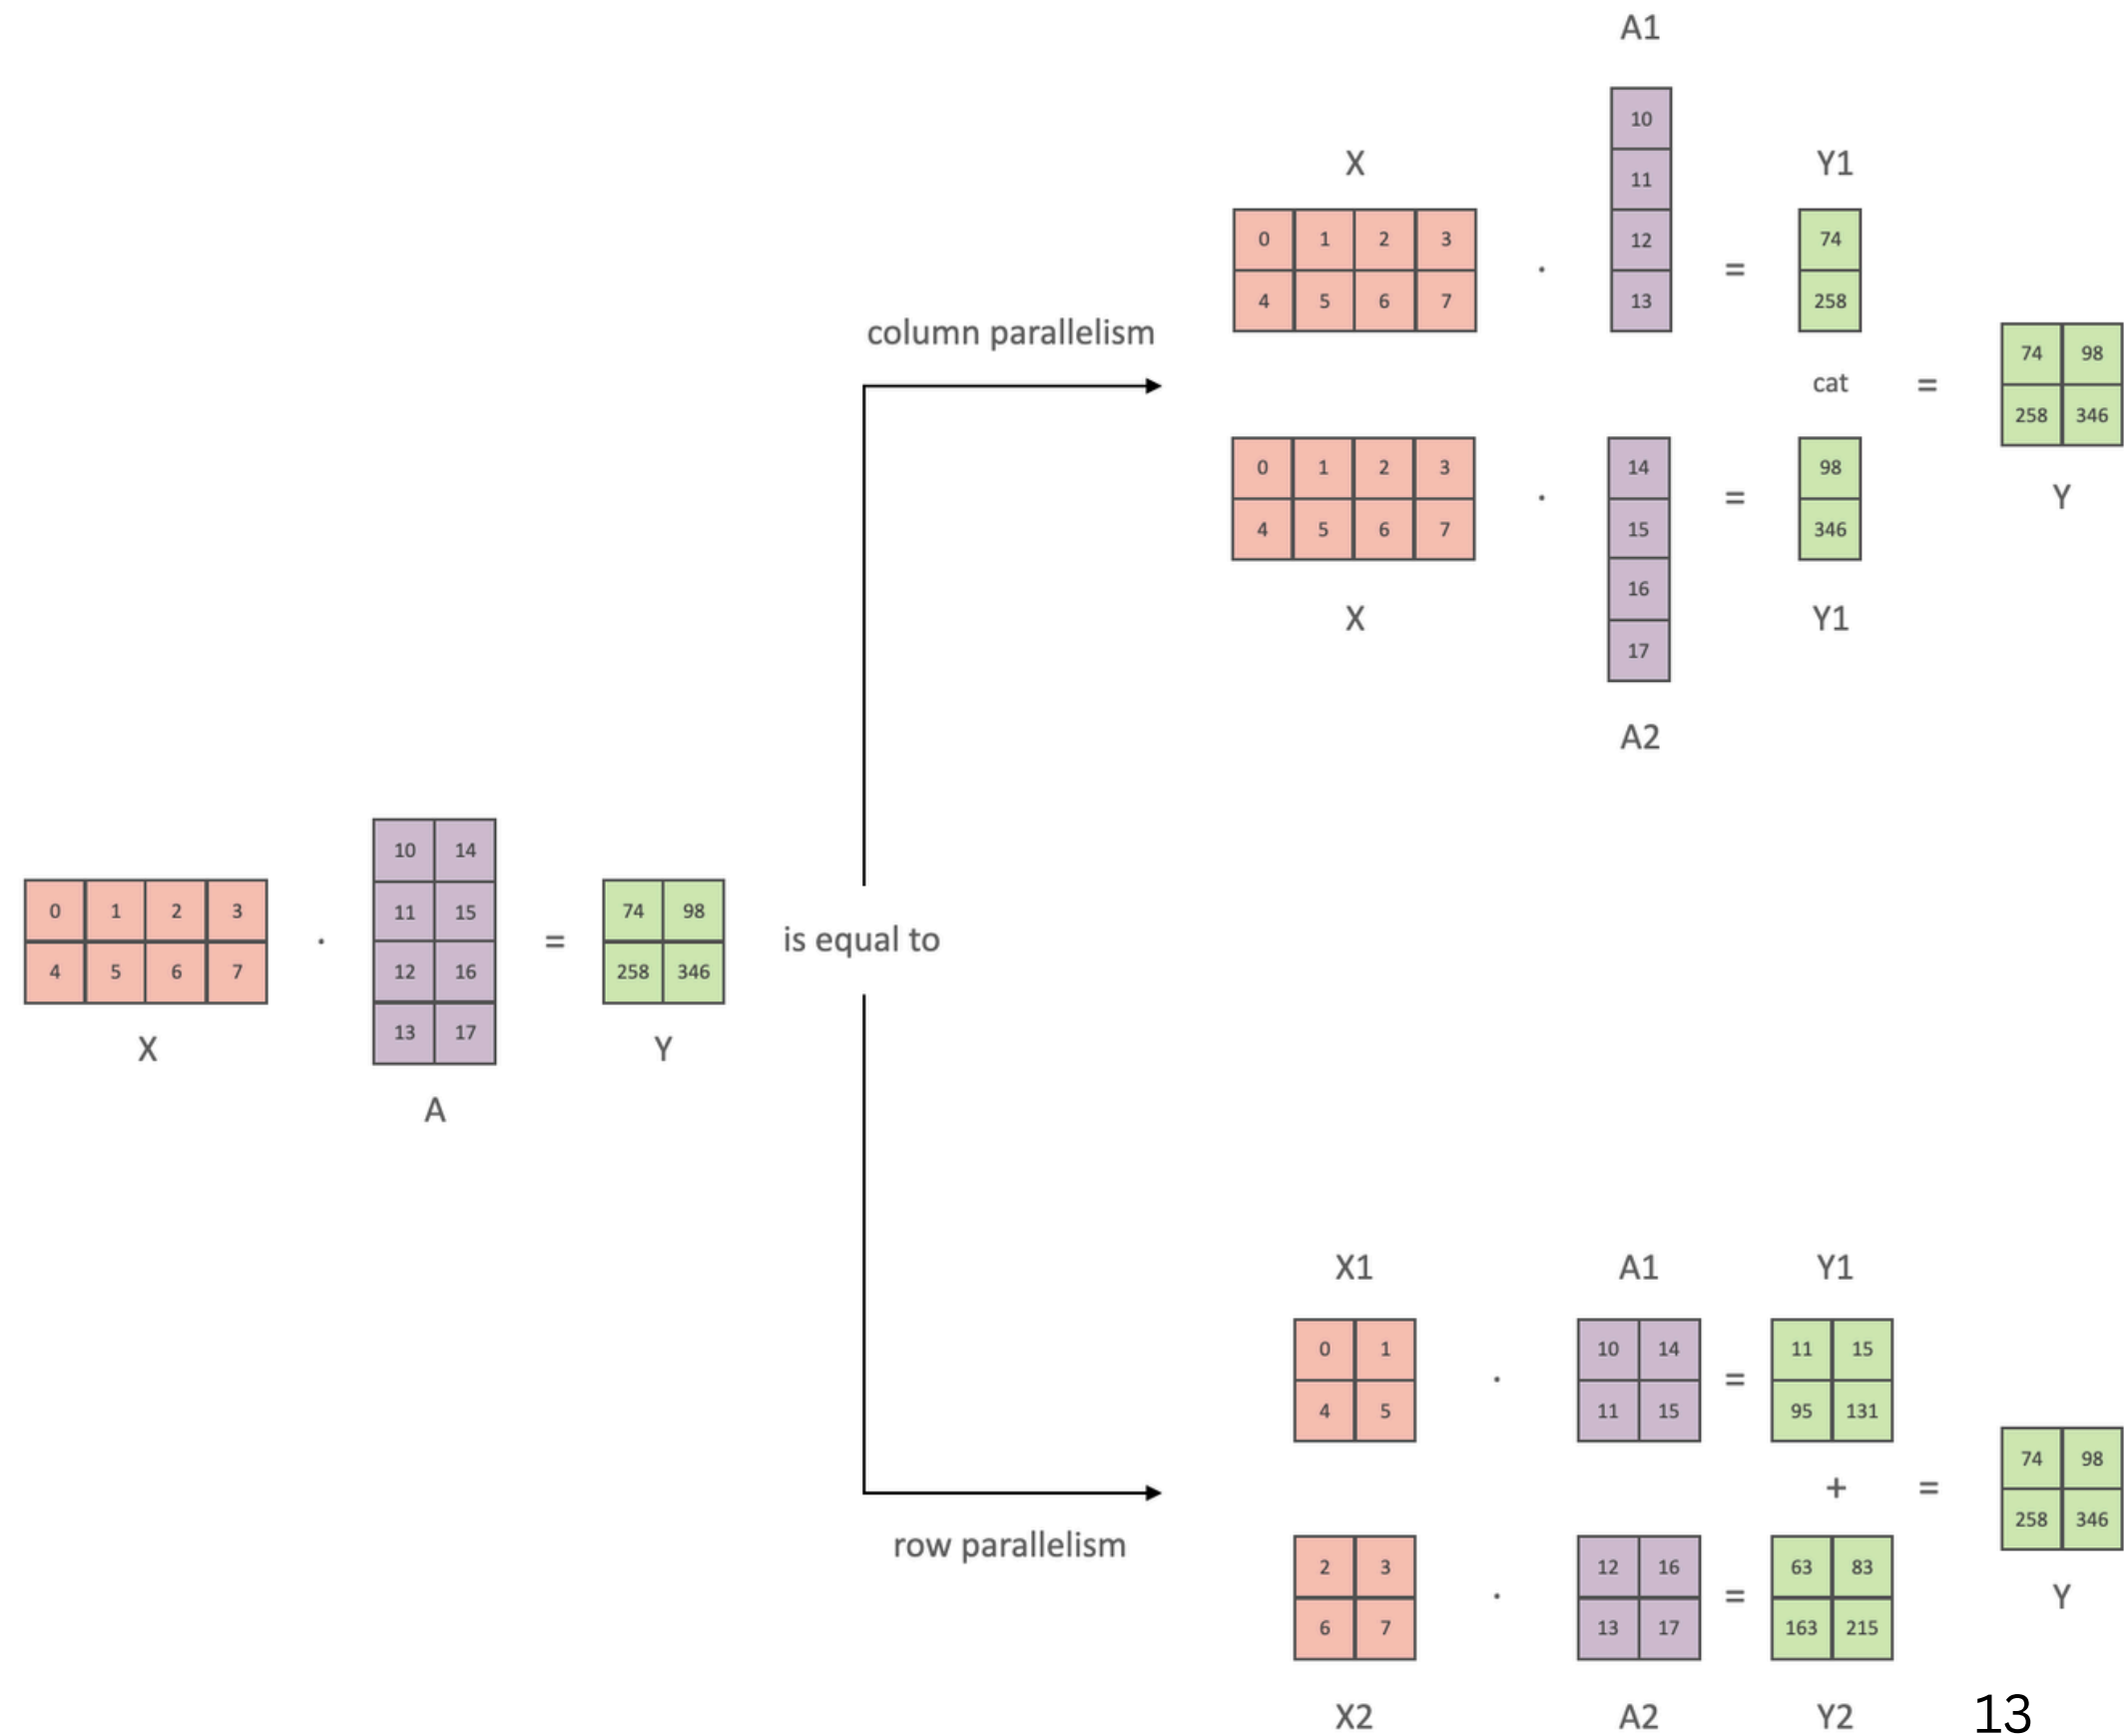 A1
10
11
12
13
X
0 1 2 3
4 5 6 7
·
=
Y1
74
258
column parallelism
cat
=
74 98
258 346
Y
0 1 2 3
4 5 6 7
X
·
14
15
16
17
A2
=
98
346
Y1
0 1 2 3
4 5 6 7
X
·
10 14
11 15
12 16
13 17
A
=
74 98
258 346
Y
is equal to
row parallelism
X1
0 1
4 5
·
A1
10 14
11 15
=
Y1
11 15
95 131
+
=
74 98
258 346
Y
2 3
6 7
X2
·
12 16
13 17
A2
=
63 83
163 215
Y2
13